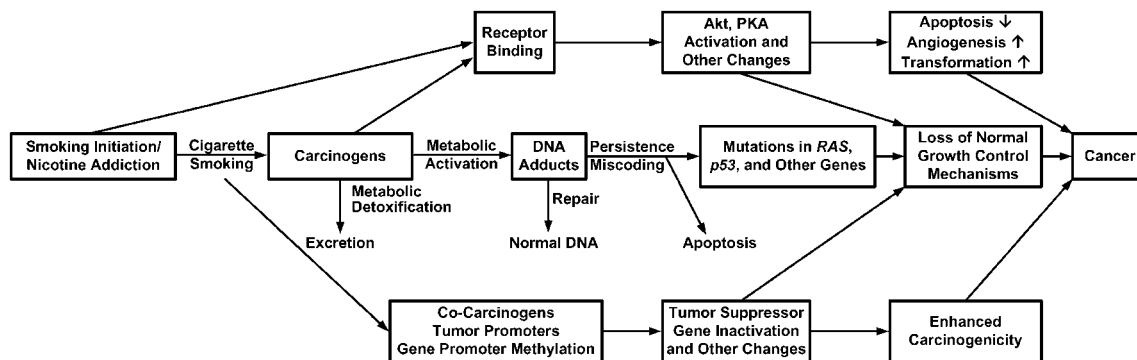 Receptor
Binding
Akt, PKA
Activation and
Other Changes
Apoptosis ↓
Angiogenesis ↑
Transformation ↑
Smoking Initiation/
Nicotine Addiction
Cigarette
Smoking
Carcinogens
Metabolic
Activation
DNA
Adducts
Persistence
Miscoding
Mutations in RAS,
p53, and Other Genes
Loss of Normal
Growth Control
Mechanisms
Cancer
Metabolic
Detoxification
Repair
Excretion
Normal DNA
Apoptosis
Co-Carcinogens
Tumor Promoters
Gene Promoter Methylation
Tumor Suppressor
Gene Inactivation
and Other Changes
Enhanced
Carcinogenicity